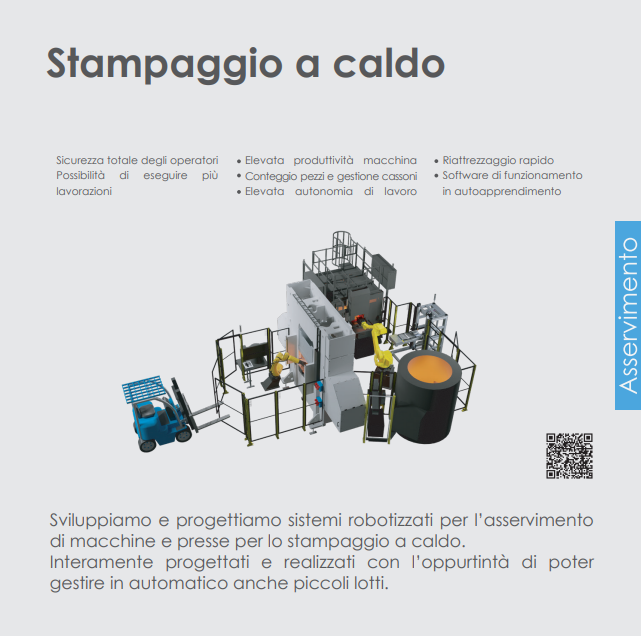 Stampaggio a caldo
Sicurezza totale degli operatori
Possibilità di eseguire più
lavorazioni
• Elevata produttività macchina
• Conteggio pezzi e gestione cassoni
• Elevata autonomia di lavoro
• Riattrezzaggio rapido
• Software di funzionamento
in autoapprendimento
Asservimento
Sviluppiamo e progettiamo sistemi robotizzati per l'asservimento
di macchine e presse per lo stampaggio a caldo.
Interamente progettati e realizzati con l'oppurtintà di poter
gestire in automatico anche piccoli lotti.